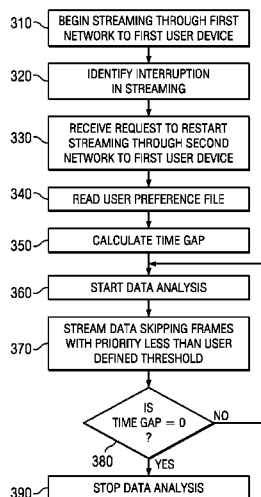 310
BEGIN STREAMING THROUGH FIRST
NETWORK TO FIRST USER DEVICE
320
IDENTIFY INTERRUPTION
IN STREAMING
330
RECEIVE REQUEST TO RESTART
STREAMING THROUGH SECOND
NETWORK TO FIRST USER DEVICE
340
READ USER PREFERENCE FILE
350
CALCULATE TIME GAP
360
START DATA ANALYSIS
370
STREAM DATA SKIPPING FRAMES
WITH PRIORITY LESS THAN USER
DEFINED THRESHOLD
IS
TIME GAP = 0
?
NO
380
YES
390
STOP DATA ANALYSIS